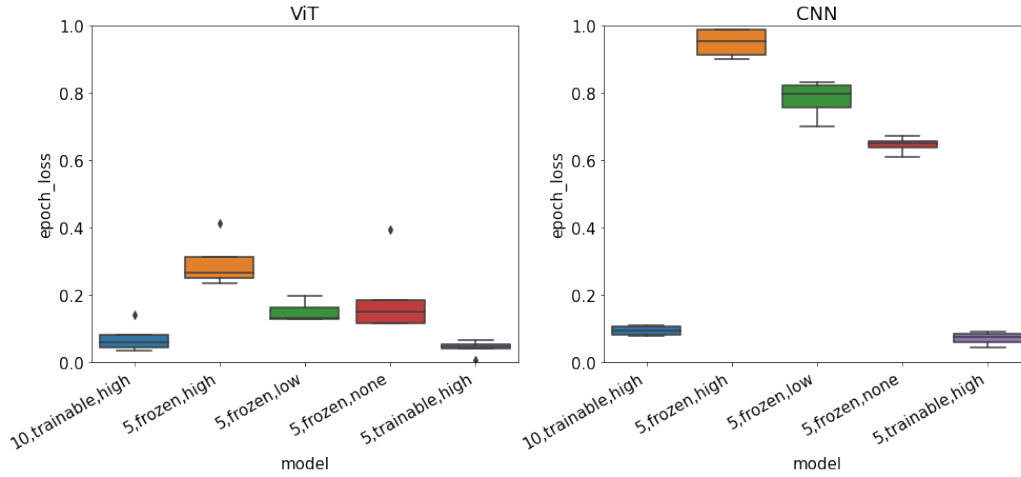 ViT
epoch_loss
1.0
0.8
0.6
0.4
0.2
0.0
10,trainable,high
5,frozen,high
5,frozen,low
5,frozen,none
5,trainable,high
model
CNN
epoch_loss
1.0
0.8
0.6
0.4
0.2
0.0
10,trainable,high
5,frozen,high
5,frozen,low
5,frozen,none
5,trainable,high
model